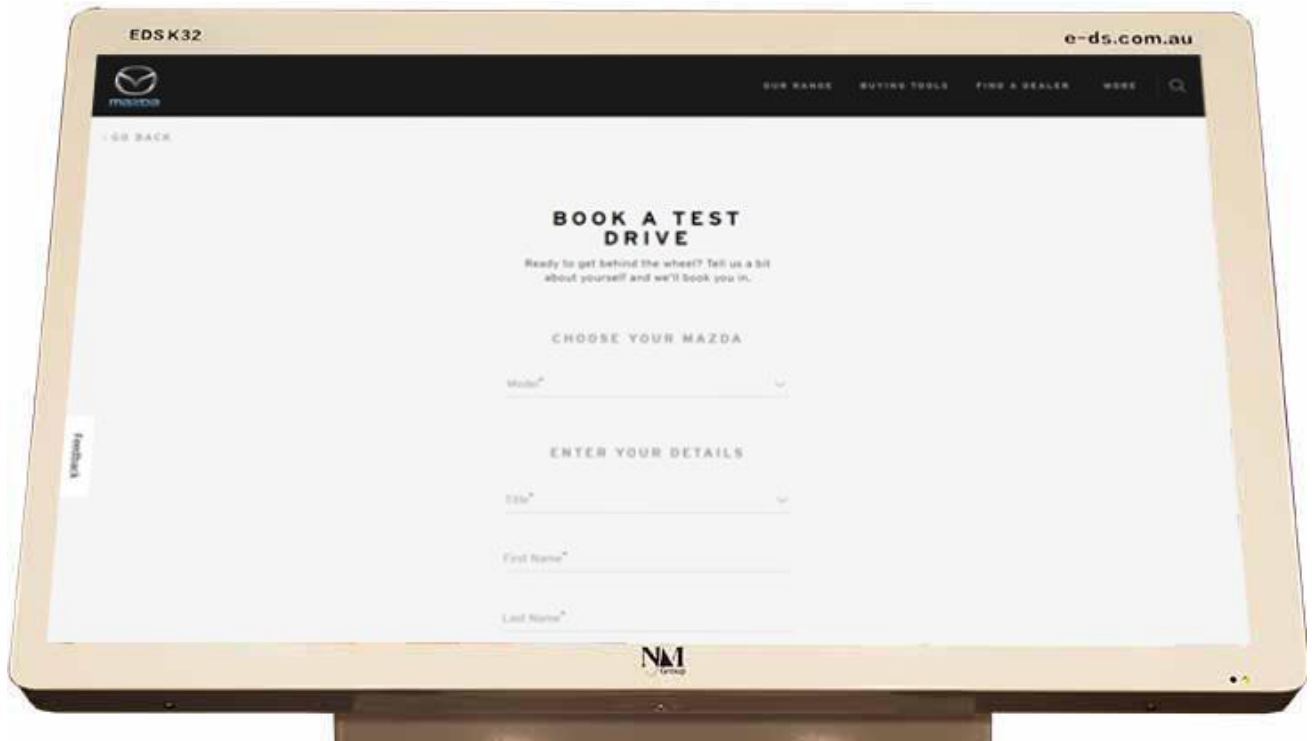 EDS K32
e-ds.com.au
mazda
OUR RANGE BUYING TOOLS FIND A DEALER MORE
‹ GO BACK
BOOK A TEST
DRIVE
Ready to get behind the wheel? Tell us a bit
about yourself and we'll book you in.
CHOOSE YOUR MAZDA
Model*
Feedback
ENTER YOUR DETAILS
Title*
First Name*
Last Name*
NM
Group